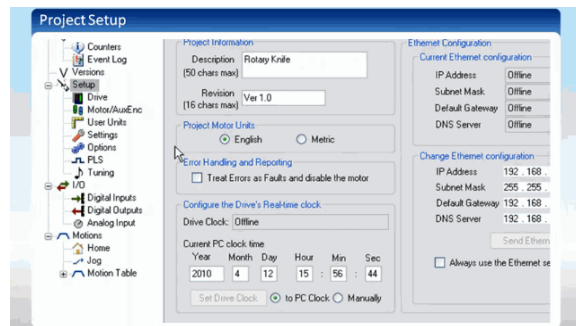 Project Setup
Counters
Event Log
Versions
Setup
Drive
Motor/AuxEnc
User Units
Settings
Options
PLS
Tuning
I/O
Digital Inputs
Digital Outputs
Analog Input
Motions
Home
Jog
Motion Table
Project Information
Description
(50 chars max)
Rotary Knife
Revision
(16 chars max)
Ver 1.0
Project Motor Units
English Metric
Error Handling and Reporting
Treat Errors as Faults and disable the motor
Configure the Drive's Real-time clock
Drive Clock: Offline
Current PC clock time
Year Month Day Hour Min Sec
2010 4 12 15 : 56 : 44
Set Drive Clock to PC Clock Manually
Ethernet Configuration
Current Ethernet configuration
IP Address Offline
Subnet Mask Offline
Default Gateway Offline
DNS Server Offline
Change Ethernet configuration
IP Address 192 . 168 .
Subnet Mask 255 . 255 .
Default Gateway 192 . 168 .
DNS Server 192 . 168 .
Send Ethern
Always use the Ethernet se